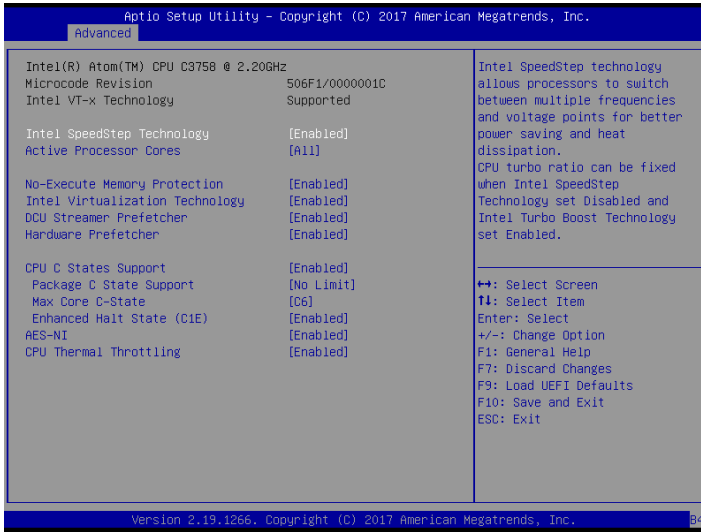 Aptio Setup Utility – Copyright (C) 2017 American Megatrends, Inc.
Advanced
Intel(R) Atom(TM) CPU C3758 @ 2.20GHz
Microcode Revision 506F1/0000001C
Intel VT-x Technology Supported
Intel SpeedStep Technology [Enabled]
Active Processor Cores [All]
No-Execute Memory Protection [Enabled]
Intel Virtualization Technology [Enabled]
DCU Streamer Prefetcher [Enabled]
Hardware Prefetcher [Enabled]
CPU C States Support [Enabled]
Package C State Support [No Limit]
Max Core C-State [C6]
Enhanced Halt State (C1E) [Enabled]
AES-NI [Enabled]
CPU Thermal Throttling [Enabled]
Intel SpeedStep technology
allows processors to switch
between multiple frequencies
and voltage points for better
power saving and heat
dissipation.
CPU turbo ratio can be fixed
when Intel SpeedStep
Technology set Disabled and
Intel Turbo Boost Technology
set Enabled.
↔: Select Screen
↑↓: Select Item
Enter: Select
+/-: Change Option
F1: General Help
F7: Discard Changes
F9: Load UEFI Defaults
F10: Save and Exit
ESC: Exit
Version 2.19.1266. Copyright (C) 2017 American Megatrends, Inc.